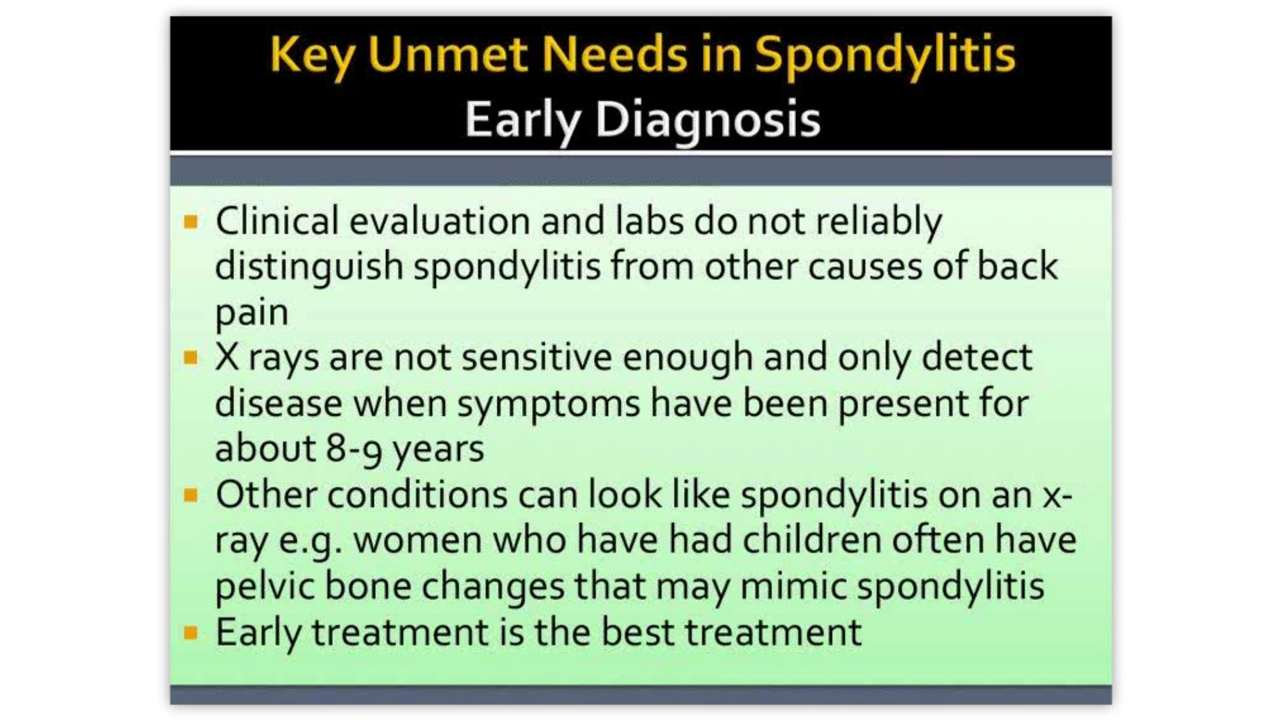 Key Unmet Needs in Spondylitis
Early Diagnosis
Clinical evaluation and labs do not reliably
distinguish spondylitis from other causes of back
pain
X rays are not sensitive enough and only detect
disease when symptoms have been present for
about 8-9 years
Other conditions can look like spondylitis on an x-
ray e.g. women who have had children often have
pelvic bone changes that may mimic spondylitis
Early treatment is the best treatment